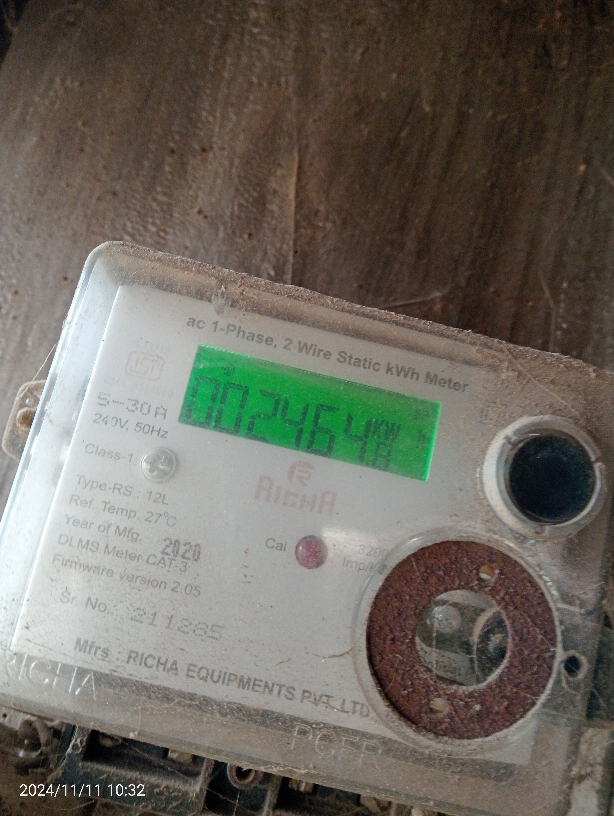 ac 1-Phase, 2 Wire Static kWh Meter
5-30A
240V, 50Hz
002464
kW
Class-1
Type-RS : 12L
Ref. Temp. 27°C
Year of Mfg. 2020
DLMS Meter CAT-3
Firmware version 2.05
Sr. No. 211285
RICHA
Cal
3200
Mfrs : RICHA EQUIPMENTS PVT. LTD
RICHA
2024/11/11 10:32